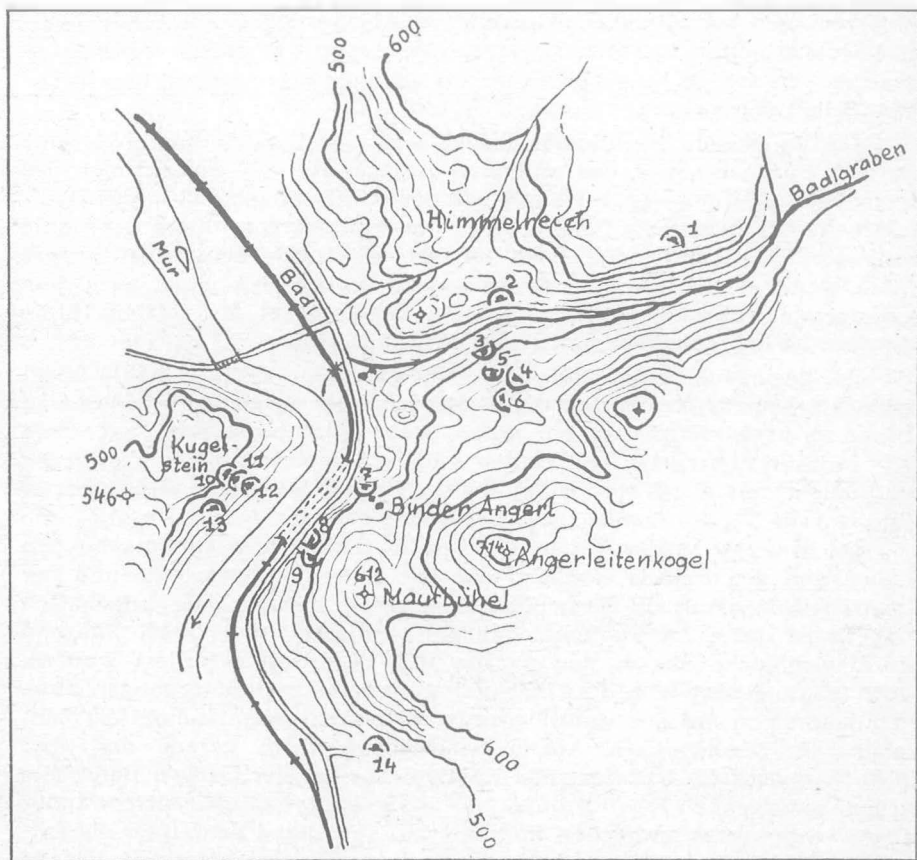 500
600
Badlgraben
1
Himmelreich
Mur
Badl
2
3
5
4
6
Kugel-
stein
500
11
10
12
546
13
7
Binder Angerl
8
9
714
Angerleitenkogel
612
Mautbühel
14
600
500